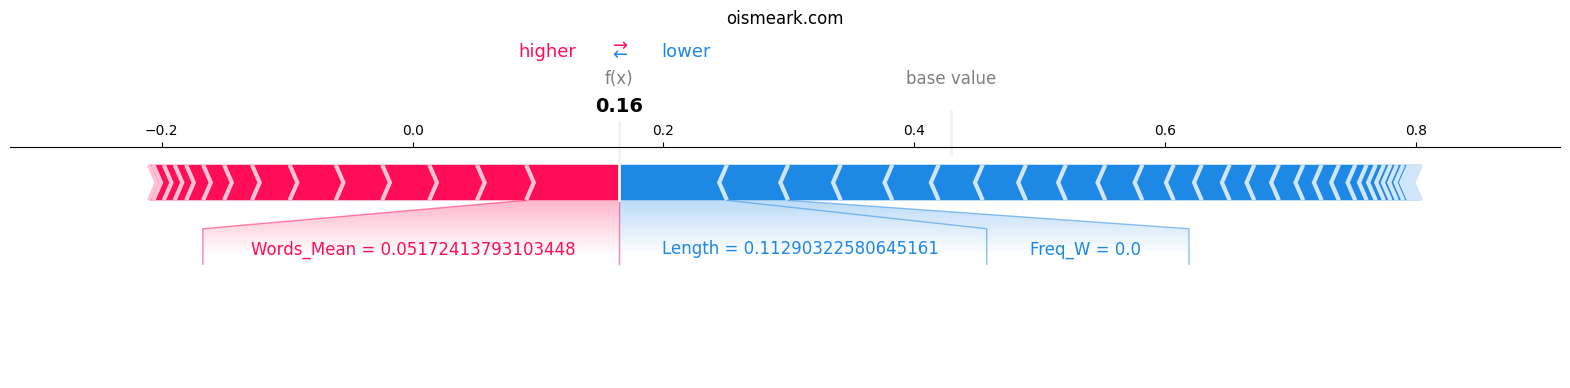 oismeark.com
higher → lower
←
f(x) base value
0.16
−0.2 0.0 0.2 0.4 0.6 0.8
Words_Mean = 0.05172413793103448 Length = 0.11290322580645161 Freq_W = 0.0